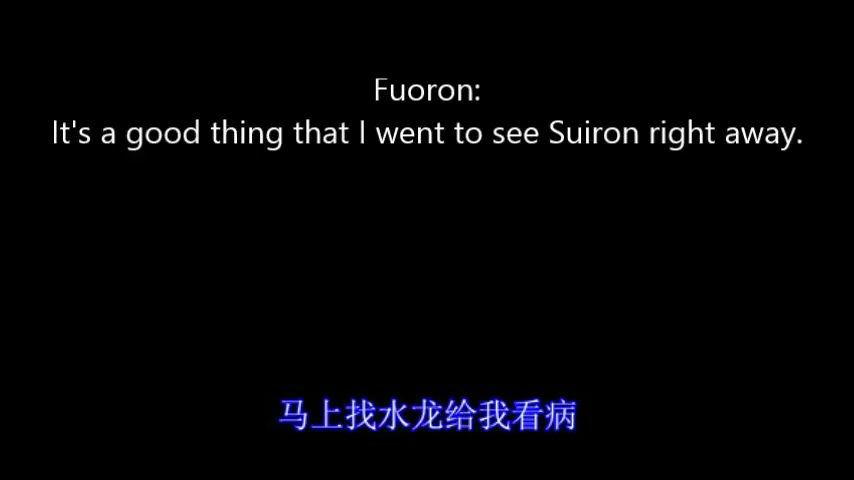 Fuoron:
It's a good thing that I went to see Suiron right away.
马上找水龙给我看病